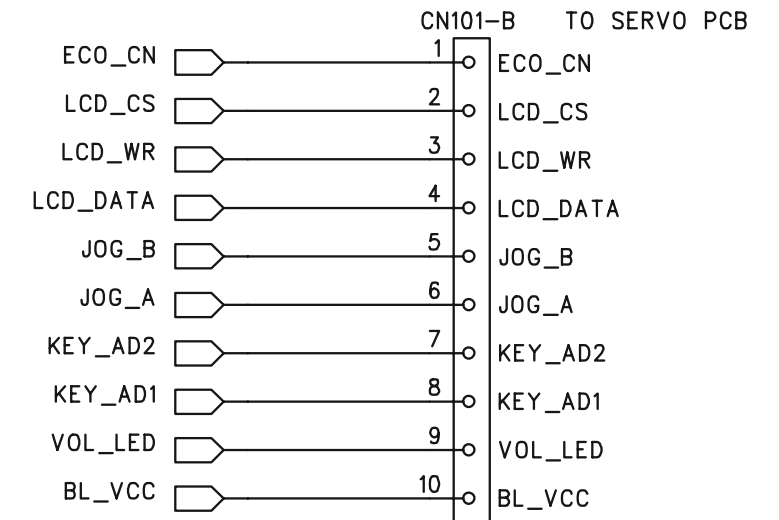 CN101-B TO SERVO PCB
ECO_CN 1 ECO_CN
LCD_CS 2 LCD_CS
LCD_WR 3 LCD_WR
LCD_DATA 4 LCD_DATA
JOG_B 5 JOG_B
JOG_A 6 JOG_A
KEY_AD2 7 KEY_AD2
KEY_AD1 8 KEY_AD1
VOL_LED 9 VOL_LED
BL_VCC 10 BL_VCC